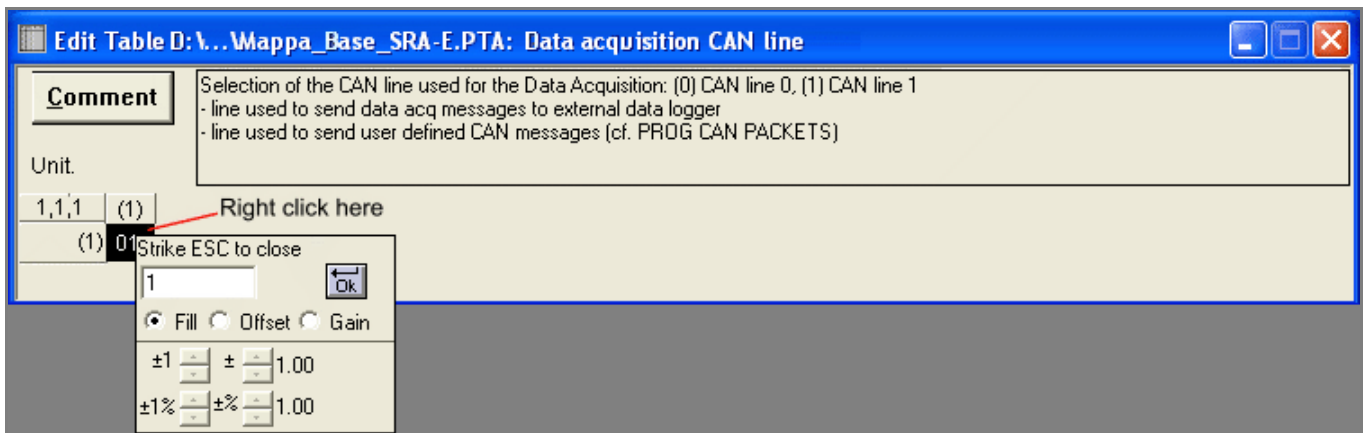 Edit Table D:\...\Mappa_Base_SRA-E.PTA: Data acquisition CAN line
Comment
Selection of the CAN line used for the Data Acquisition: (0) CAN line 0, (1) CAN line 1
- line used to send data acq messages to external data logger
- line used to send user defined CAN messages (cf. PROG CAN PACKETS)
Unit.
1,1,1 (1)
Right click here
(1) 01
Strike ESC to close
1
Ok
Fill Offset Gain
±1 ± 1.00
±1% ±% 1.00